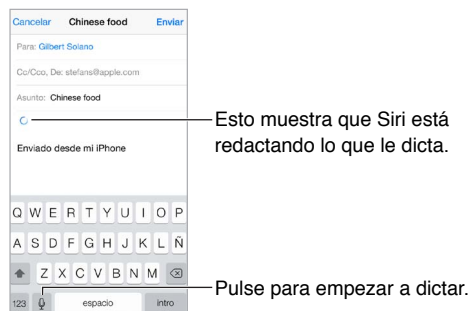 Cancelar Chinese food Enviar
Para: Gilbert Solano
Cc/Cco, De: stefans@apple.com
Asunto: Chinese food
Esto muestra que Siri está
redactando lo que le dicta.
Enviado desde mi iPhone
Q W E R T Y U I O P
A S D F G H J K L Ñ
Z X C V B N M
Pulse para empezar a dictar.
123 espacio intro